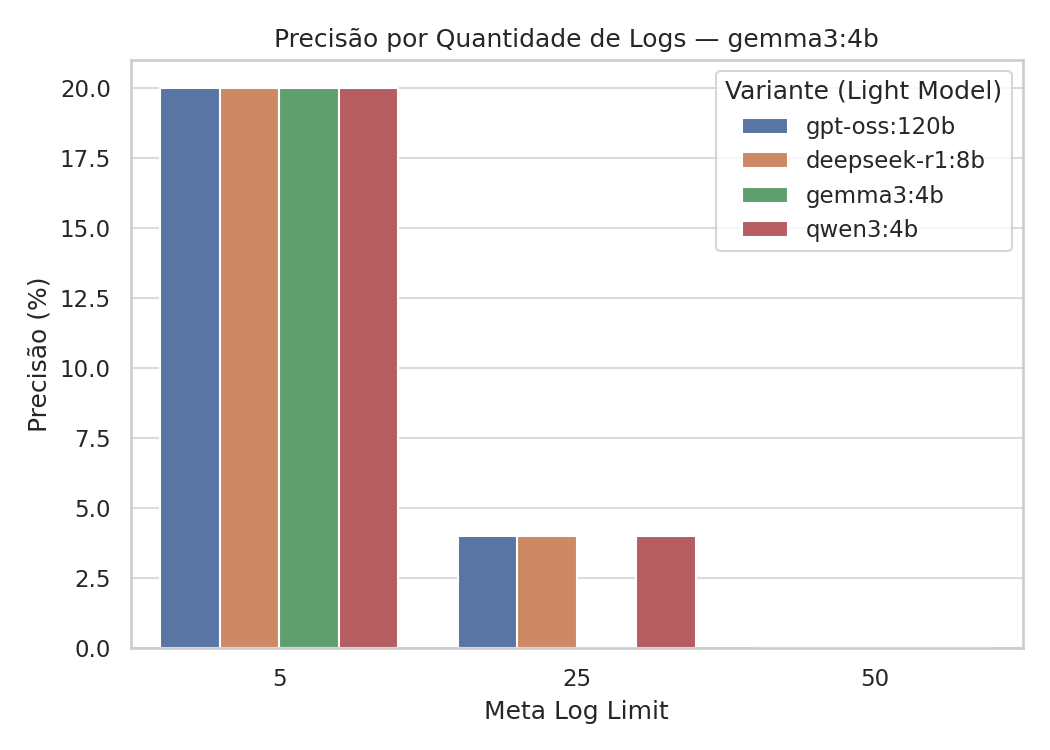 Precisão por Quantidade de Logs — gemma3:4b
Variante (Light Model)
gpt-oss:120b
deepseek-r1:8b
gemma3:4b
qwen3:4b
Precisão (%)
20.0
17.5
15.0
12.5
10.0
7.5
5.0
2.5
0.0
5 25 50
Meta Log Limit